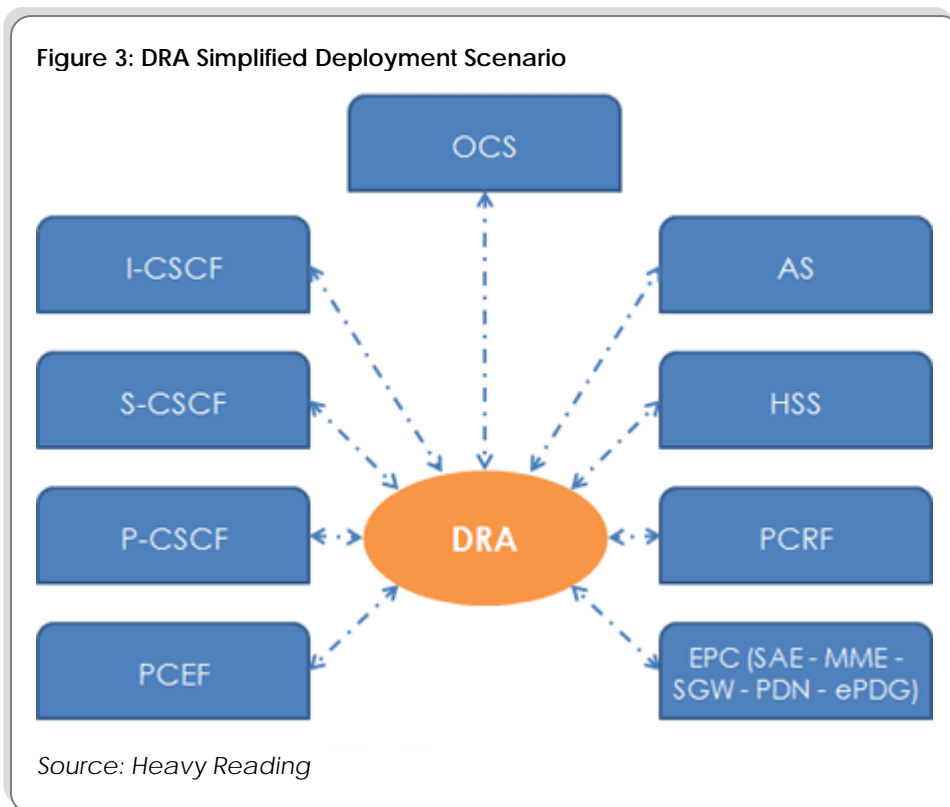 Figure 3: DRA Simplified Deployment Scenario
OCS
I-CSCF
AS
S-CSCF
HSS
P-CSCF
DRA
PCRF
PCEF
EPC (SAE - MME -
SGW - PDN - ePDG)
Source: Heavy Reading